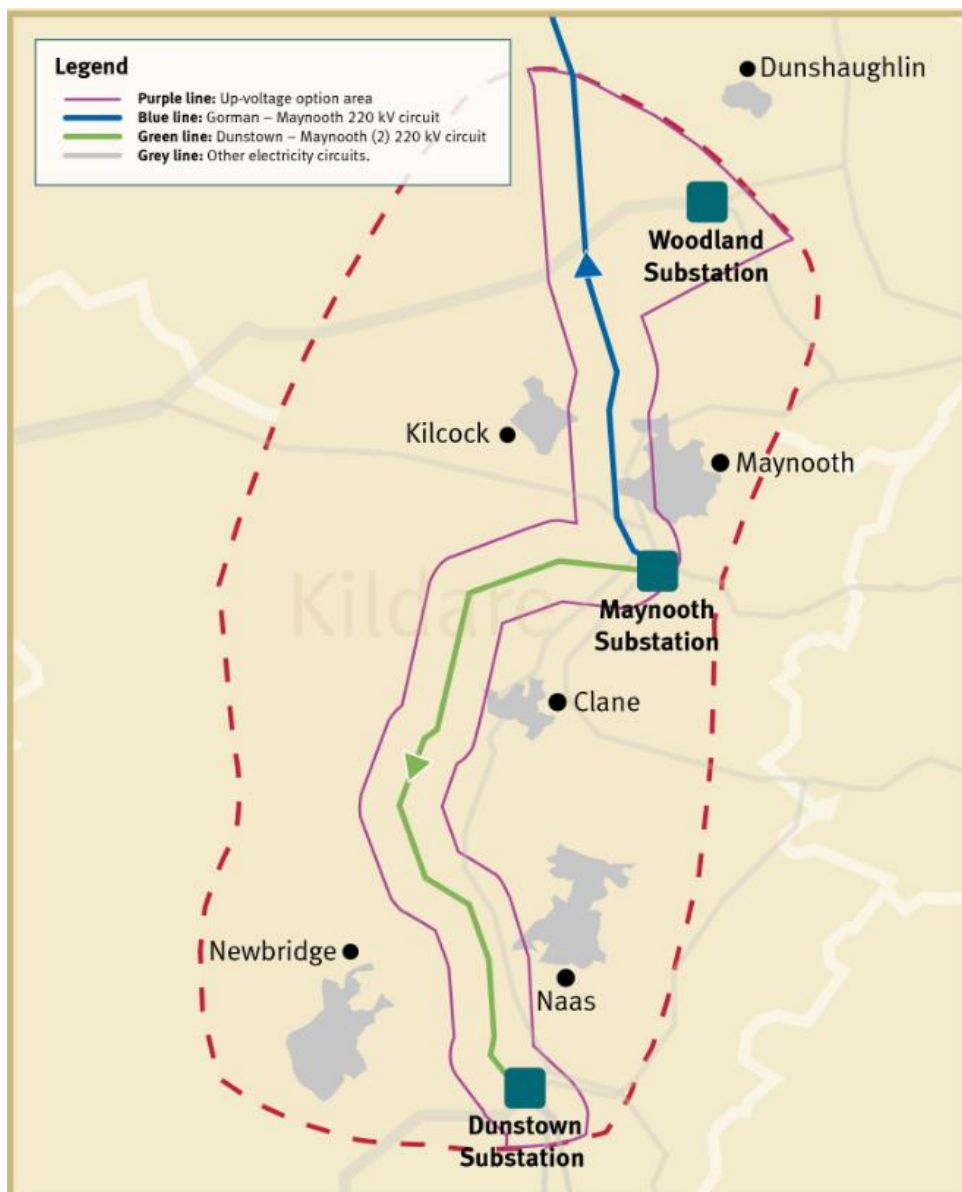 Legend
Purple line: Up-voltage option area
Blue line: Gorman – Maynooth 220 kV circuit
Green line: Dunstown – Maynooth (2) 220 kV circuit
Grey line: Other electricity circuits.
Dunshaughlin
Woodland
Substation
Kilcock
Maynooth
Kildare
Maynooth
Substation
Clane
Newbridge
Naas
Dunstown
Substation